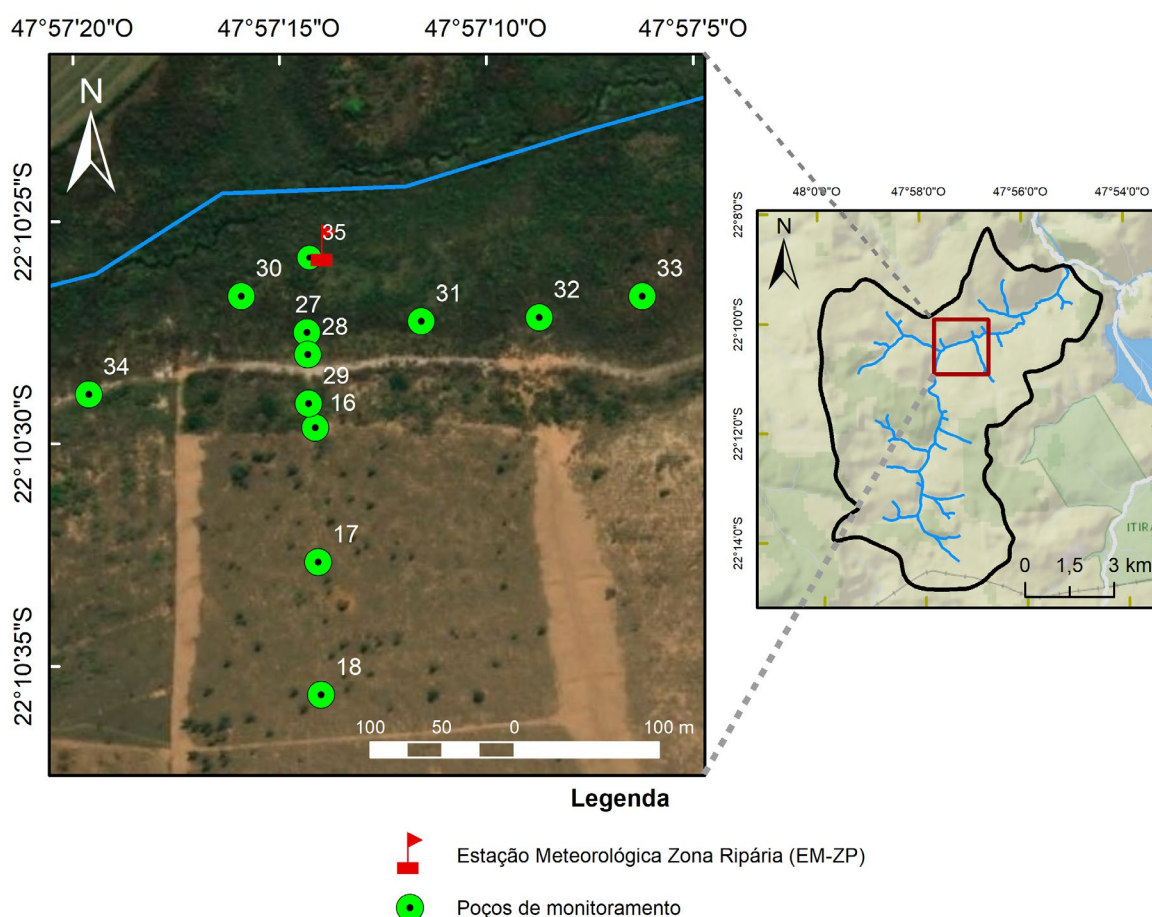 47°57'20"O 47°57'15"O 47°57'10"O 47°57'5"O
N
22°10'25"S
22°10'30"S
22°10'35"S
35
30
33
27
31
32
28
34
29
16
17
18
100 50 0 100 m
48°0'0"O 47°58'0"O 47°56'0"O 47°54'0"O
22°8'0"S
22°10'0"S
22°12'0"S
22°14'0"S
N
ITIRA
0 1,5 3 km
Legenda
Estação Meteorológica Zona Ripária (EM-ZP)
Poços de monitoramento